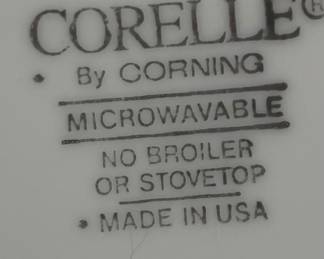 CORELLE®
• By CORNING
MICROWAVABLE
NO BROILER
OR STOVETOP
• MADE IN USA